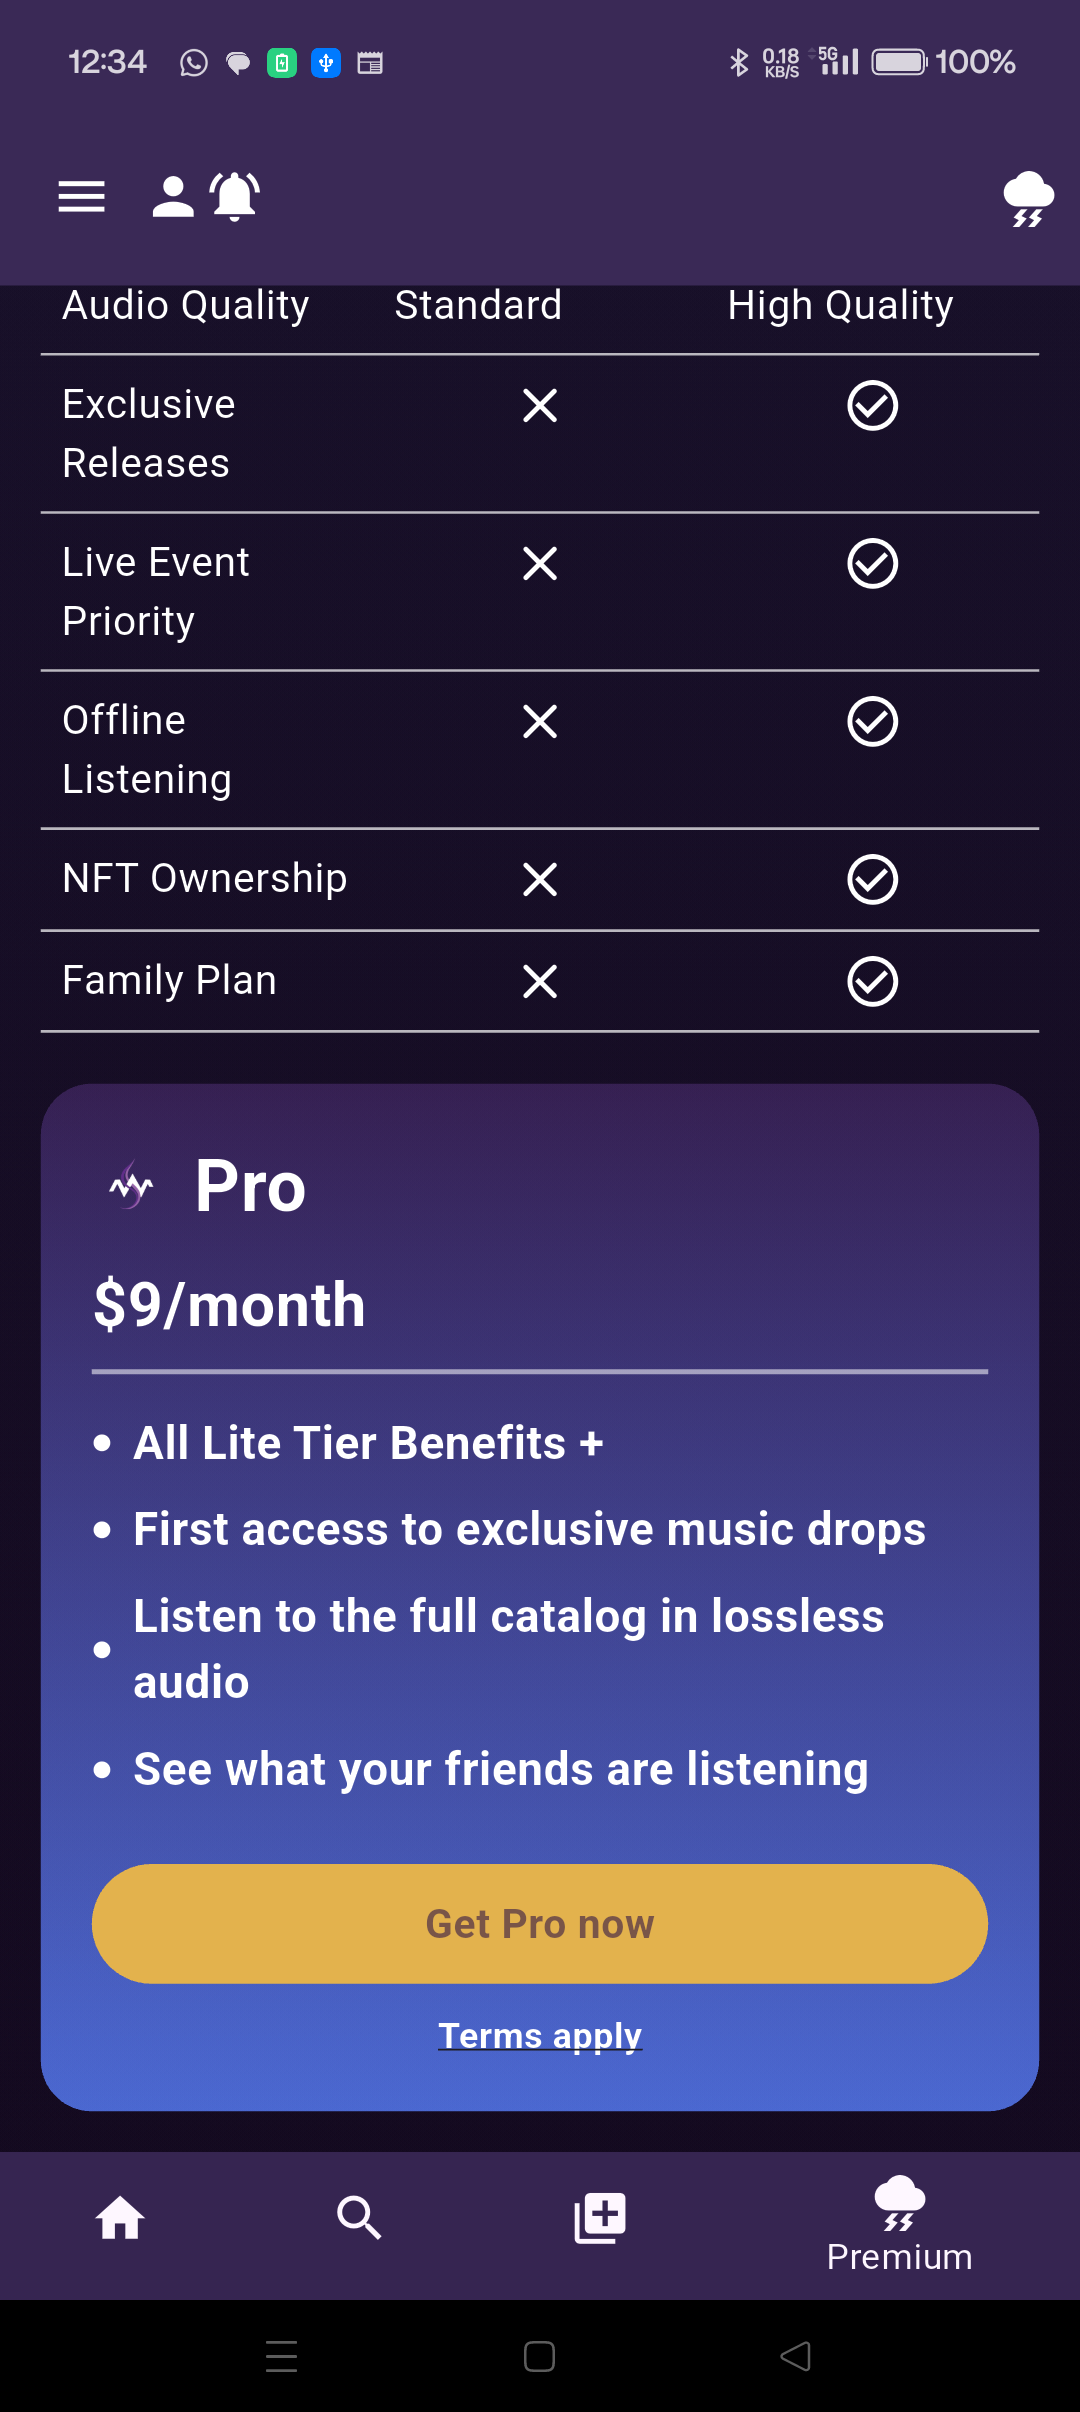 12:34
0.18 KB/S 5G 100%
Audio Quality Standard High Quality
Exclusive
Releases
Live Event
Priority
Offline
Listening
NFT Ownership
Family Plan
Pro
$9/month
• All Lite Tier Benefits +
• First access to exclusive music drops
• Listen to the full catalog in lossless
audio
• See what your friends are listening
Get Pro now
Terms apply
Premium